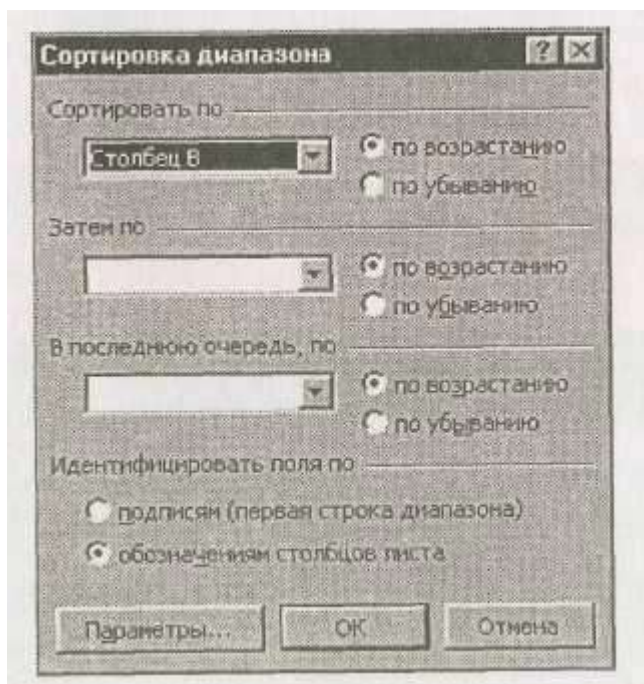 Сортировка диапазона
Сортировать по
Столбец В
по возрастанию
по убыванию
Затем по
по возрастанию
по убыванию
В последнюю очередь, по
по возрастанию
по убыванию
Идентифицировать поля по
подписям (первая строка диапазона)
обозначениям столбцов листа
Параметры...
ОК
Отмена